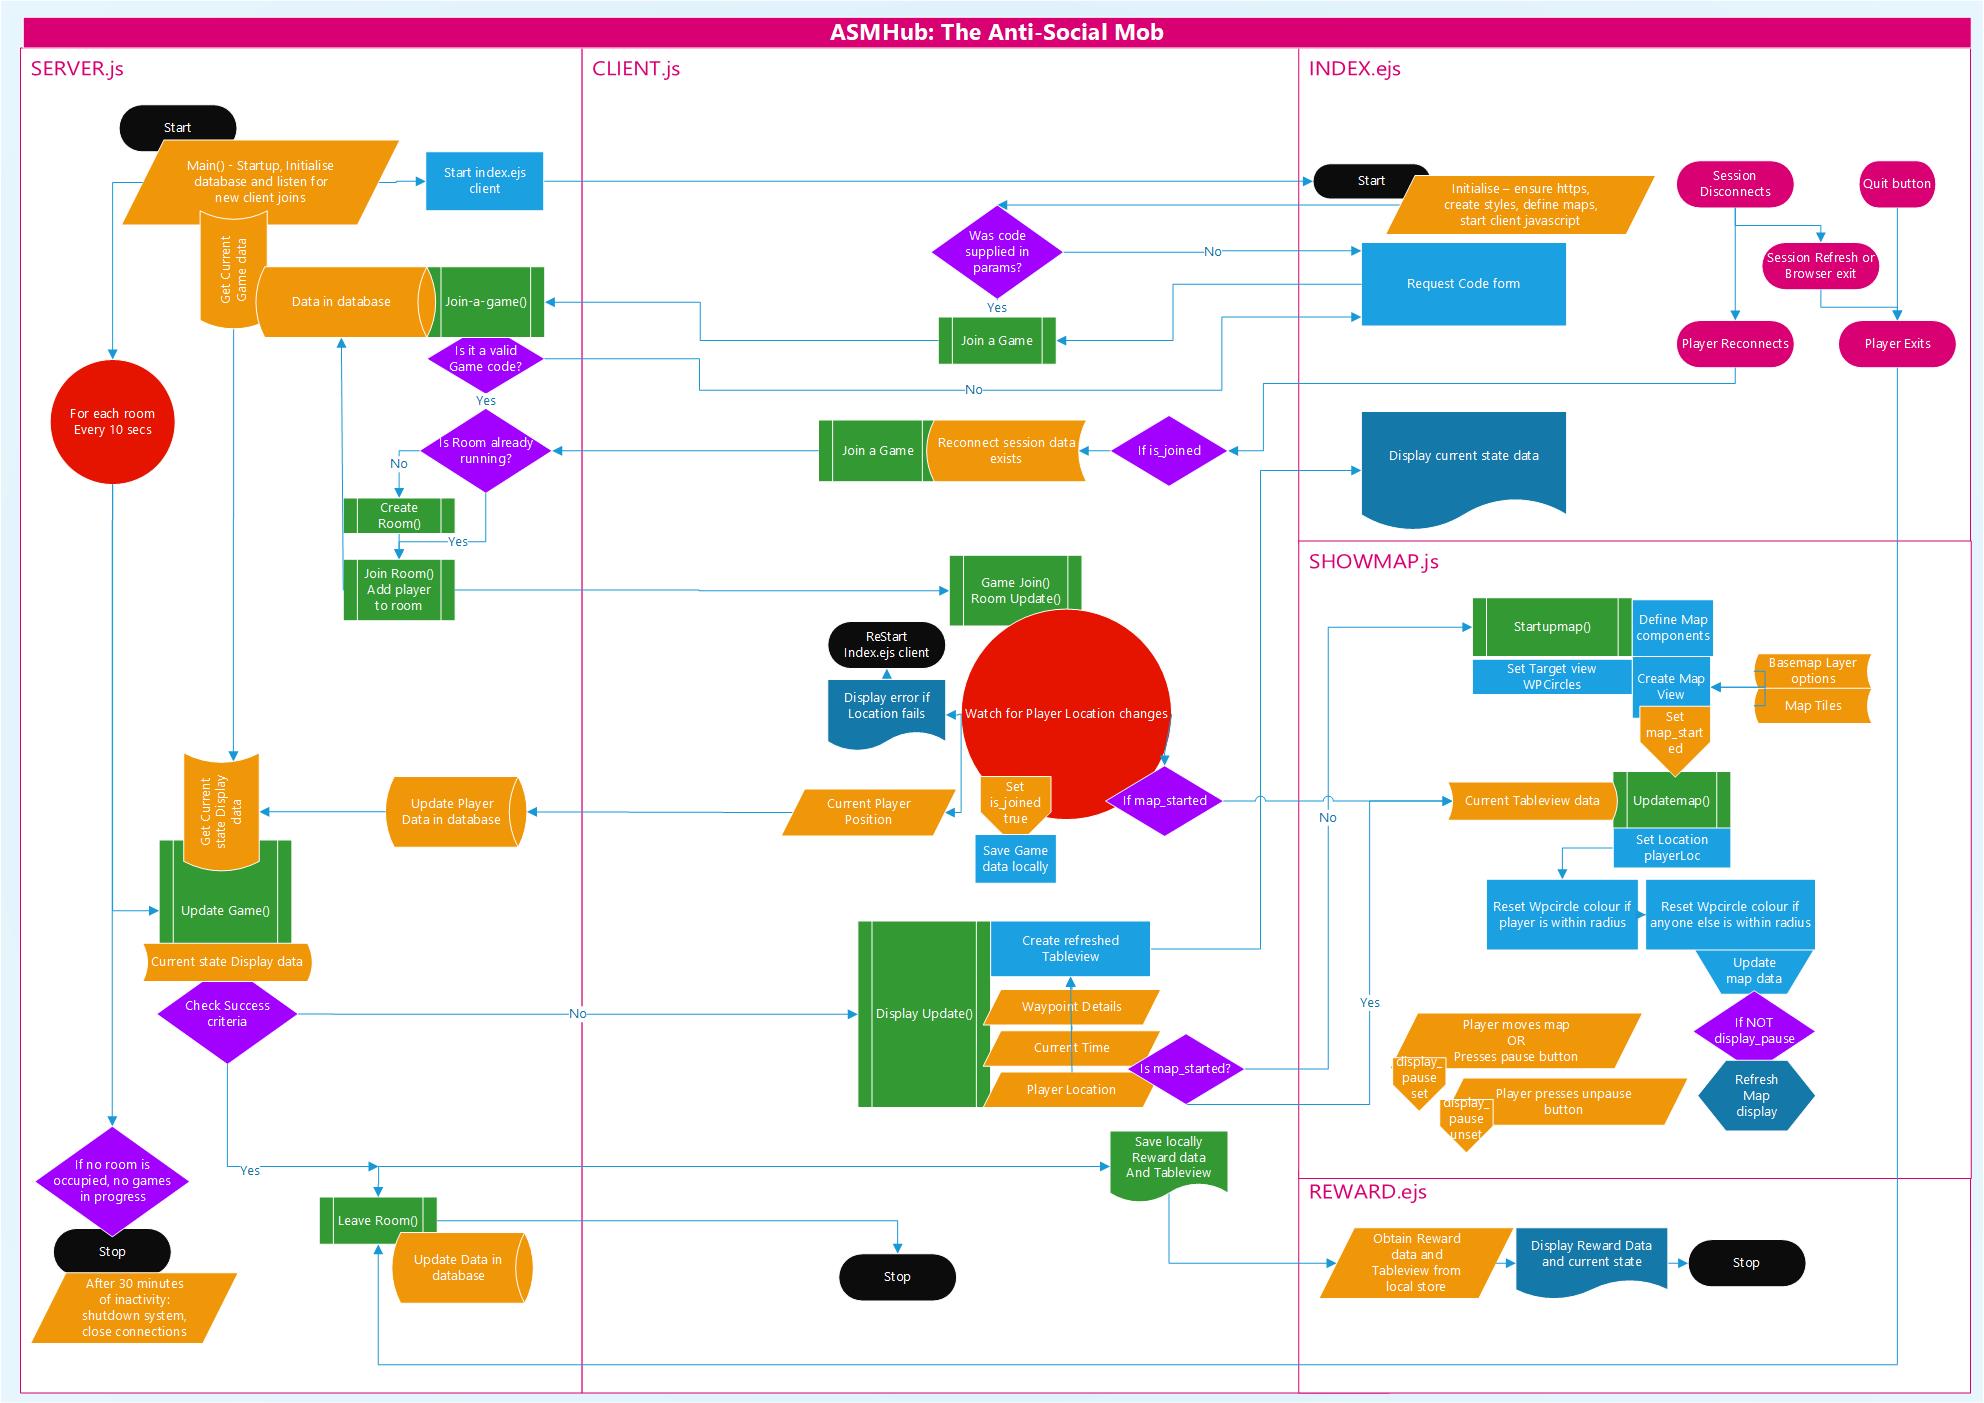 ASMHub: The Anti-Social Mob
SERVER.js
Start
Main() - Startup, Initialise
database and listen for
new client joins
Start index.ejs
client
Get Current
Game data
Data in database
Join-a-game()
Is it a valid
Game code?
Yes
For each room
Every 10 secs
Is Room already
running?
No
Create
Room()
Yes
Join Room()
Add player
to room
Get Current
state Display
data
Update Player
Data in database
Update Game()
Current state Display data
Check Success
criteria
No
Yes
If no room is
occupied, no games
in progress
Stop
After 30 minutes
of inactivity:
shutdown system,
close connections
Leave Room()
Update Data in
database
CLIENT.js
Was code
supplied in
params?
No
Yes
Join a Game
No
Join a Game
Reconnect session data
exists
If is_joined
Game Join()
Room Update()
ReStart
Index.ejs client
Display error if
Location fails
Watch for Player Location changes
Current Player
Position
Set
is_joined
true
Save Game
data locally
If map_started
Display Update()
Create refreshed
Tableview
Waypoint Details
Current Time
Player Location
Is map_started?
Save locally
Reward data
And Tableview
Stop
INDEX.ejs
Start
Initialise – ensure https,
create styles, define maps,
start client javascript
Session
Disconnects
Quit button
Request Code form
Session Refresh or
Browser exit
Player Reconnects
Player Exits
Display current state data
SHOWMAP.js
Startupmap()
Define Map
components
Set Target view
WPCircles
Create Map
View
Basemap Layer
options
Map Tiles
Set
map_start
ed
No
Current Tableview data
Updatemap()
Set Location
playerLoc
Reset Wpcircle colour if
player is within radius
Reset Wpcircle colour if
anyone else is within radius
Update
map data
Yes
If NOT
display_pause
Player moves map
OR
Presses pause button
display_
pause
set
Player presses unpause
button
display_
pause
unset
Refresh
Map
display
REWARD.ejs
Obtain Reward
data and
Tableview from
local store
Display Reward Data
and current state
Stop